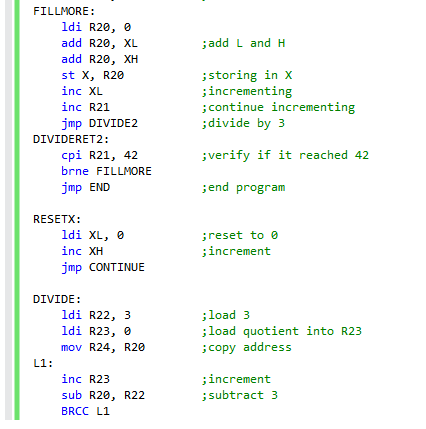 FILLMORE:
ldi R20, 0
add R20, XL ;add L and H
add R20, XH
st X, R20 ;storing in X
inc XL ;incrementing
inc R21 ;continue incrementing
jmp DIVIDE2 ;divide by 3
DIVIDERET2:
cpi R21, 42 ;verify if it reached 42
brne FILLMORE
jmp END ;end program
RESETX:
ldi XL, 0 ;reset to 0
inc XH ;increment
jmp CONTINUE
DIVIDE:
ldi R22, 3 ;load 3
ldi R23, 0 ;load quotient into R23
mov R24, R20 ;copy address
L1:
inc R23 ;increment
sub R20, R22 ;subtract 3
BRCC L1